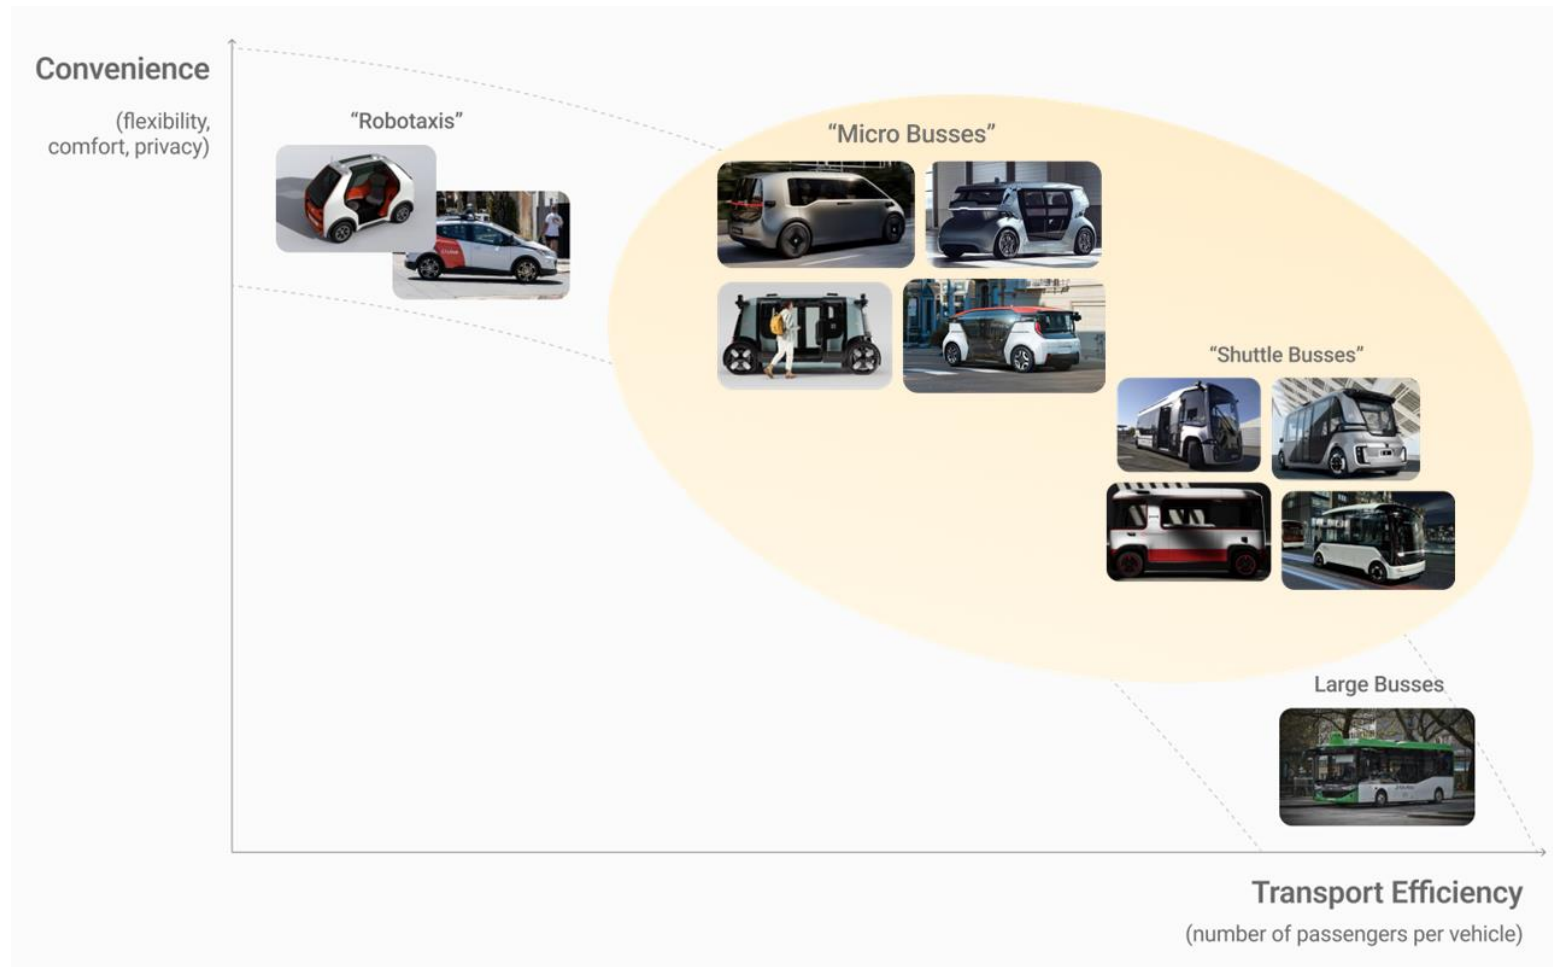 Convenience
(flexibility,
comfort, privacy)
“Robotaxis”
“Micro Busses”
“Shuttle Busses”
Large Busses
Transport Efficiency
(number of passengers per vehicle)